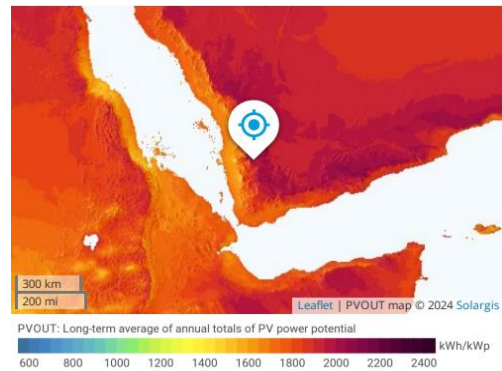 300 km
200 mi
Leaflet | PVOUT map © 2024 Solargis
PVOUT: Long-term average of annual totals of PV power potential
kWh/kWp
600 800 1000 1200 1400 1600 1800 2000 2200 2400